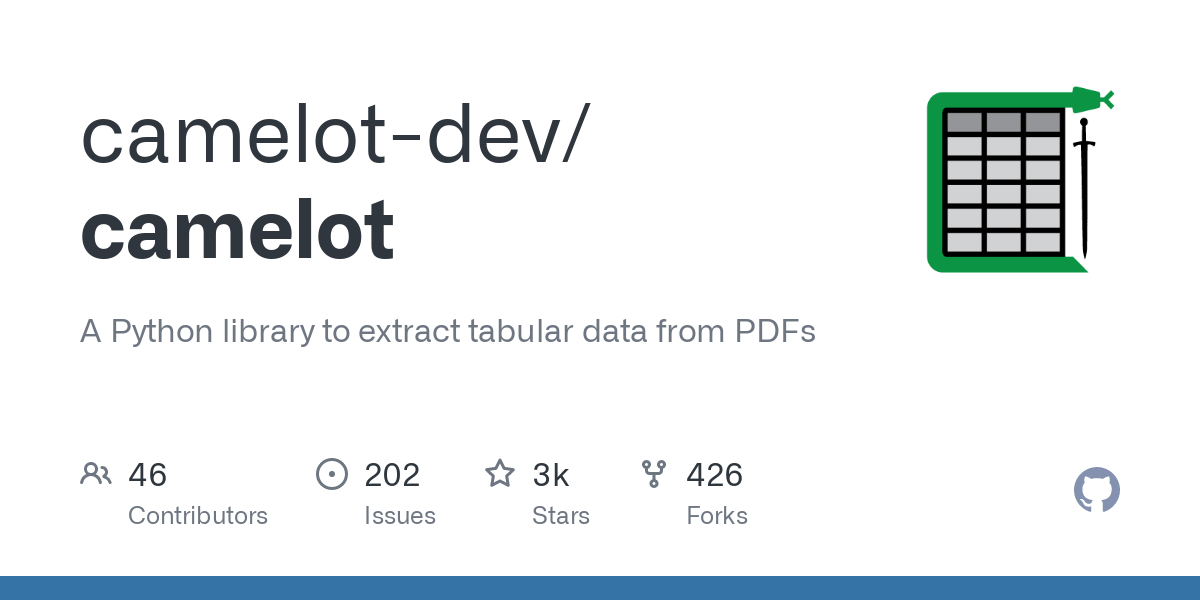 camelot-dev/
camelot
A Python library to extract tabular data from PDFs
46
Contributors
202
Issues
3k
Stars
426
Forks